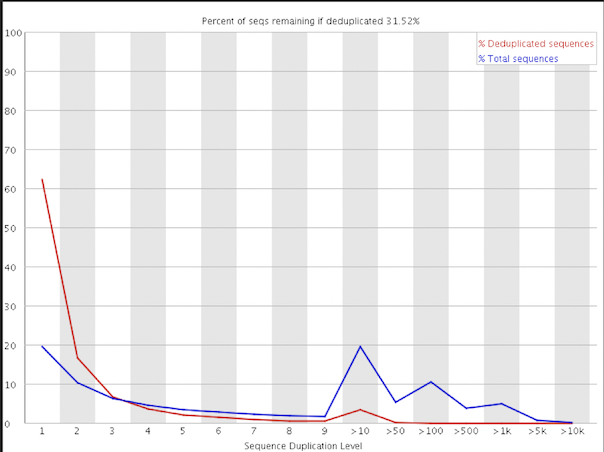 Percent of seqs remaining if deduplicated 31.52%
% Deduplicated sequences
% Total sequences
100
90
80
70
60
50
40
30
20
10
0
1 2 3 4 5 6 7 8 9 >10 >50 >100 >500 >1k >5k >10k
Sequence Duplication Level